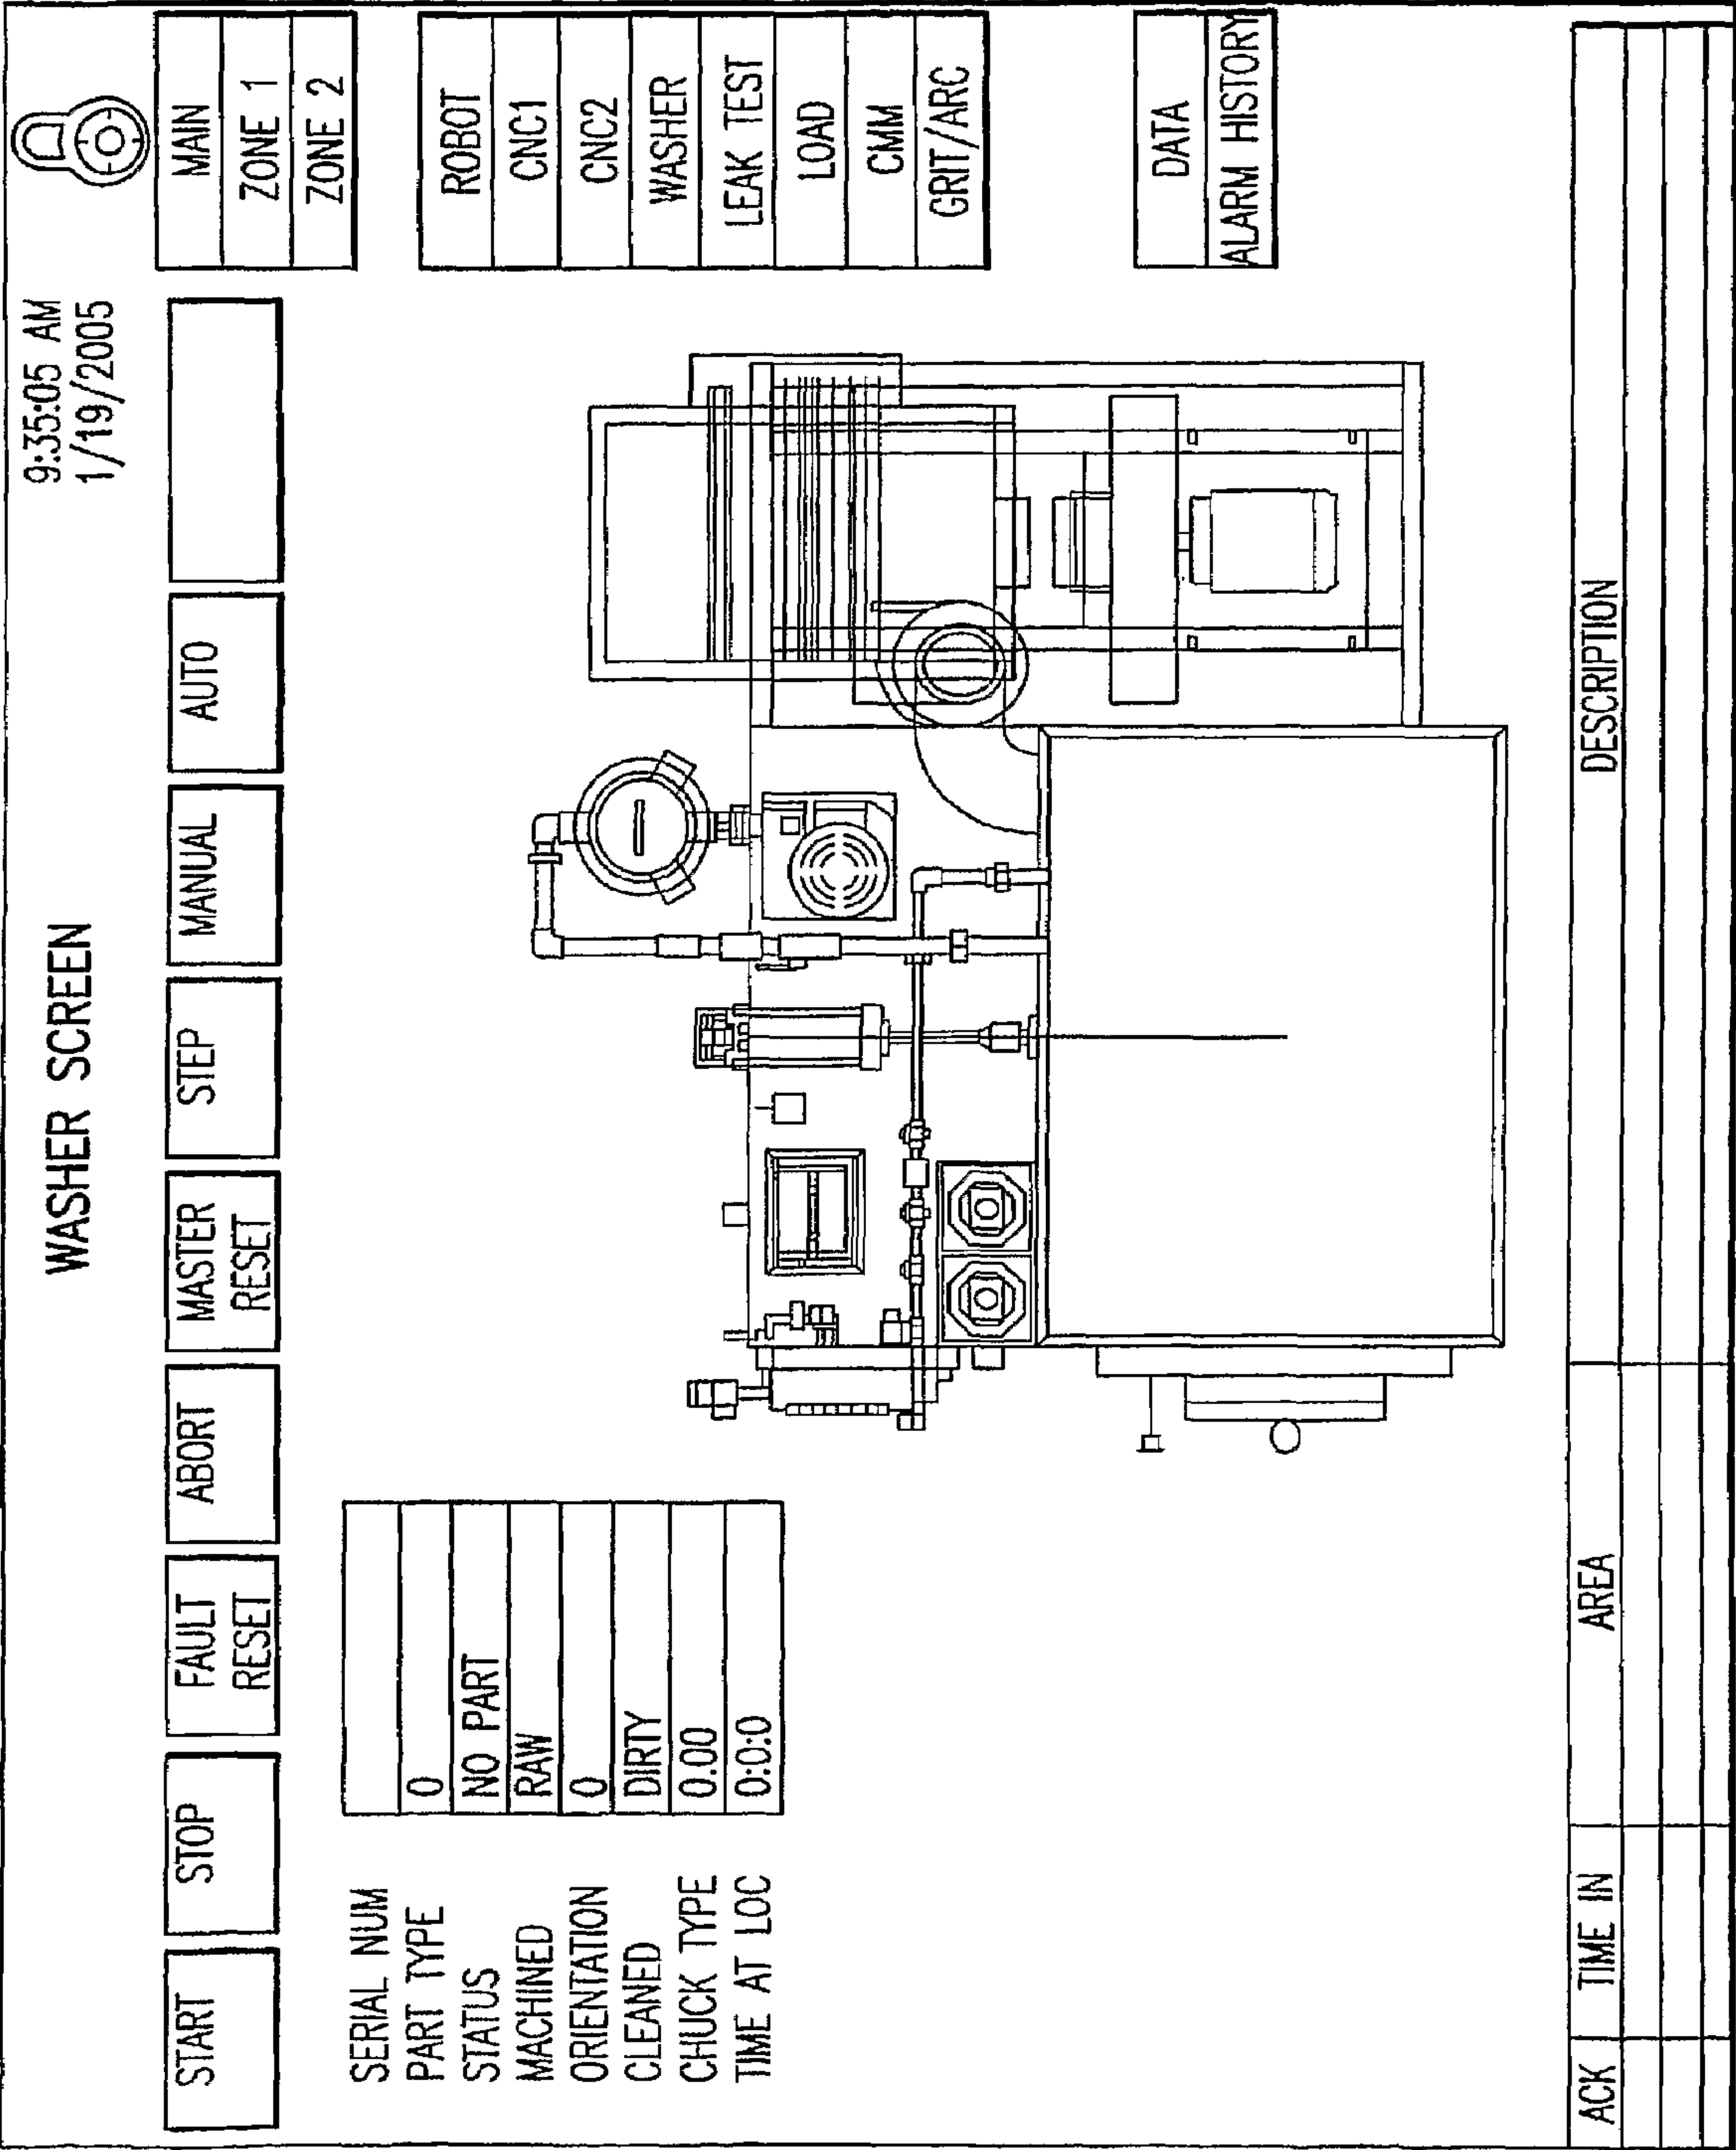 WASHER SCREEN
9:35:05 AM
1/19/2005
START
STOP
FAULT
RESET
ABORT
MASTER
RESET
STEP
MANUAL
AUTO
MAIN
ZONE 1
ZONE 2
ROBOT
CNC1
CNC2
WASHER
LEAK TEST
LOAD
CMM
GRIT/ARC
DATA
ALARM HISTORY
SERIAL NUM
PART TYPE 0
STATUS NO PART
MACHINED RAW
ORIENTATION 0
CLEANED DIRTY
CHUCK TYPE 0.00
TIME AT LOC 0:0:0
ACK TIME IN AREA DESCRIPTION